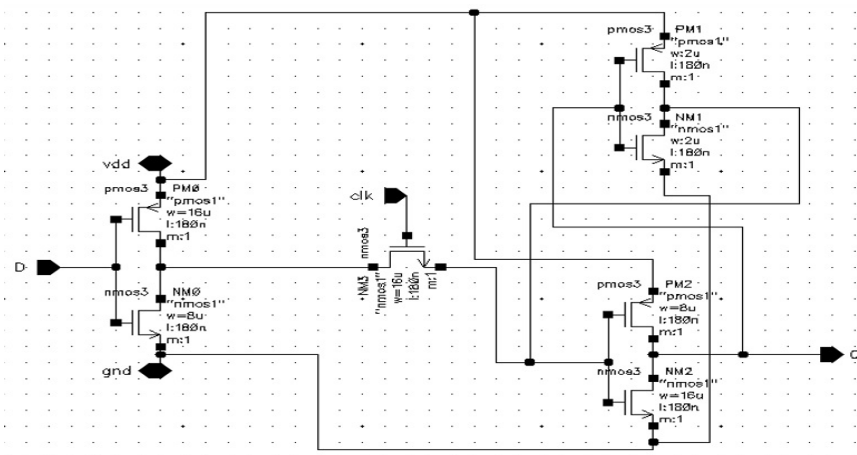 pmos3 PM1
"pmos1"
w:2u
l:180n
m:1
nmos3 NM1
"nmos1"
w:2u
l:180n
m:1
vdd
pmos3 PM0
"pmos1"
w=16u
l:180n
m:1
clk
D
nmos3
NM3
"nmos1"
w=16u
l:180n
m:1
nmos3 NM0
"nmos1"
w=8u
l:180n
m:1
gnd
pmos3 PM2
"pmos1"
w=8u
l:180n
m:1
Q
nmos3 NM2
"nmos1"
w=16u
l:180n
m:1